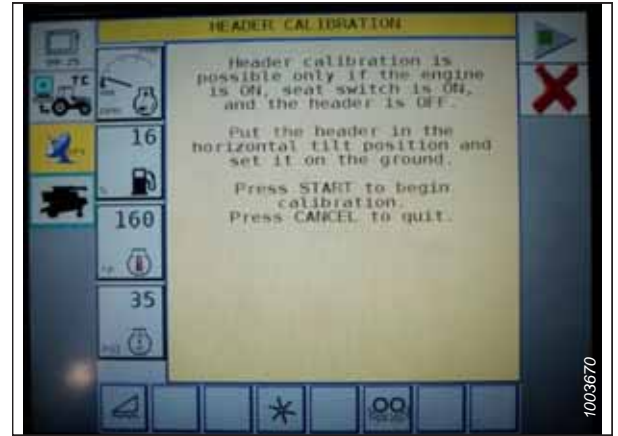 HEADER CALIBRATION
Header calibration is
possible only if the engine
is ON, seat switch is ON,
and the header is OFF.
Put the header in the
horizontal tilt position and
set it on the ground.
Press START to begin
calibration.
Press CANCEL to quit.
TC
16
160
35
PSI
1003670